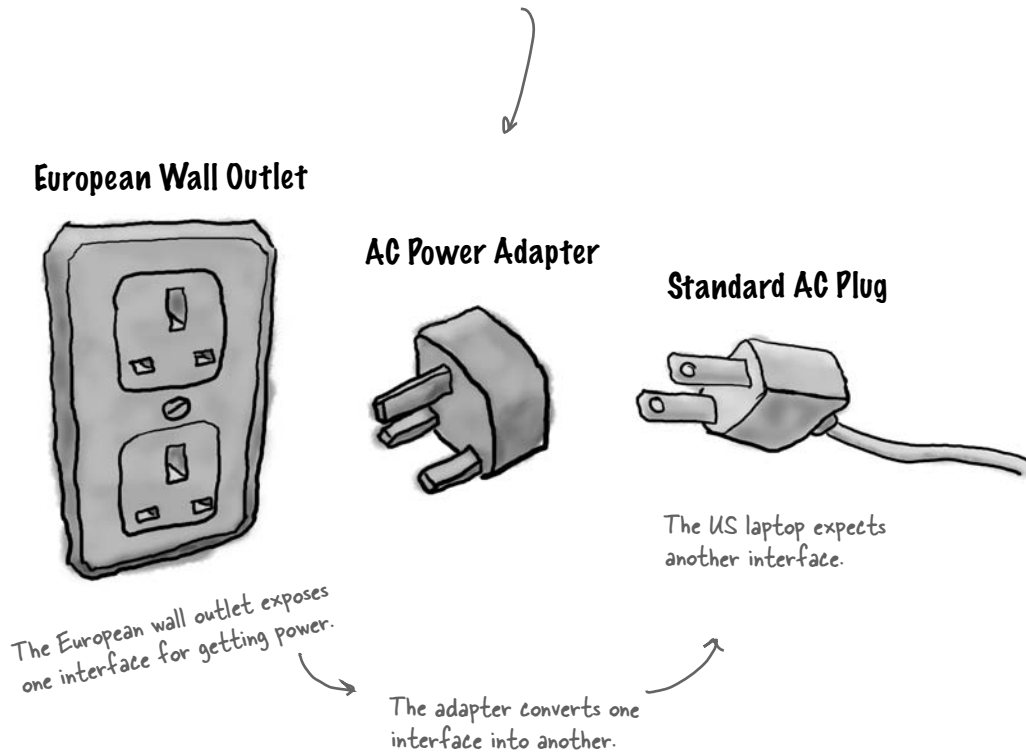 European Wall Outlet
AC Power Adapter
Standard AC Plug
The US laptop expects
another interface.
The European wall outlet exposes
one interface for getting power.
The adapter converts one
interface into another.